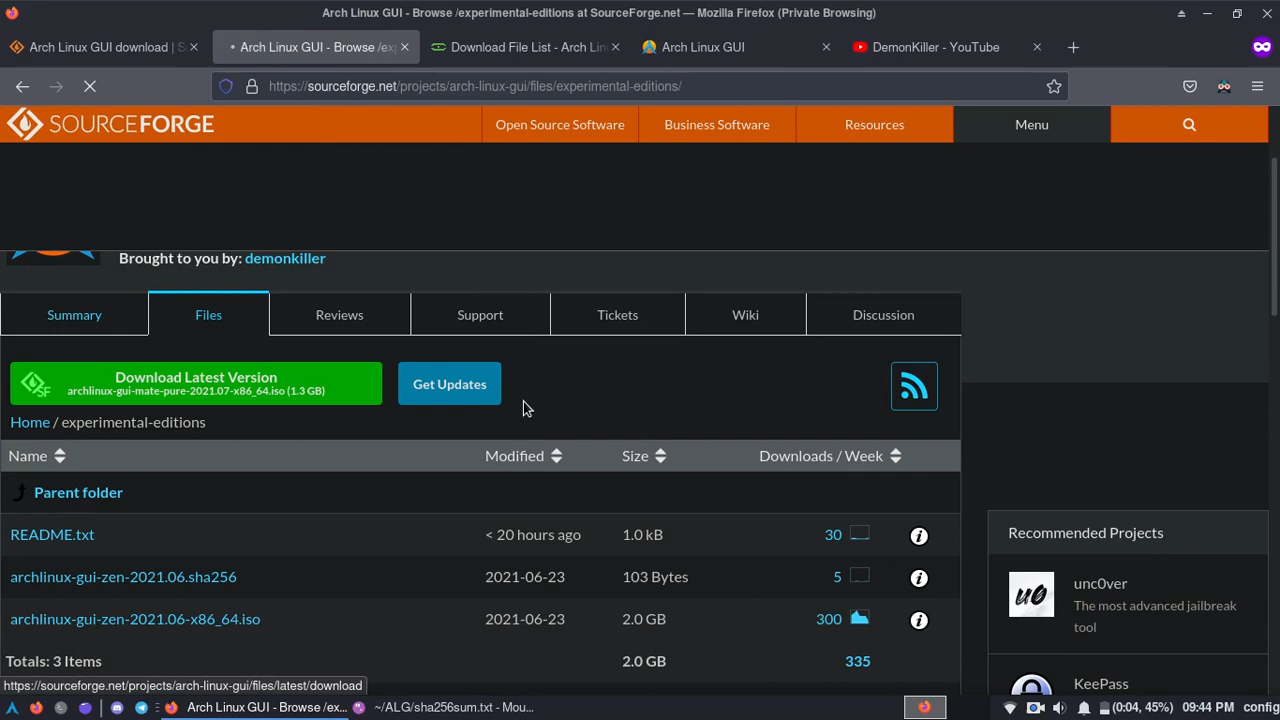 Arch Linux GUI - Browse /experimental-editions at SourceForge.net — Mozilla Firefox (Private Browsing)
Arch Linux GUI download | S
Arch Linux GUI - Browse /ex
Download File List - Arch Lin
Arch Linux GUI
DemonKiller - YouTube
https://sourceforge.net/projects/arch-linux-gui/files/experimental-editions/
SOURCEFORGE
Open Source Software
Business Software
Resources
Menu
Brought to you by: demonkiller
Summary
Files
Reviews
Support
Tickets
Wiki
Discussion
SF
Download Latest Version
archlinux-gui-mate-pure-2021.07-x86_64.iso (1.3 GB)
Get Updates
Home / experimental-editions
Name Modified Size Downloads / Week
Parent folder
README.txt < 20 hours ago 1.0 kB 30
archlinux-gui-zen-2021.06.sha256 2021-06-23 103 Bytes 5
archlinux-gui-zen-2021.06-x86_64.iso 2021-06-23 2.0 GB 300
Totals: 3 Items 2.0 GB 335
Recommended Projects
unc0ver
The most advanced jailbreak
tool
KeePass
https://sourceforge.net/projects/arch-linux-gui/files/latest/download
Arch Linux GUI - Browse /ex...
~/ALG/sha256sum.txt - Mou...
(0:04, 45%)
09:44 PM
config